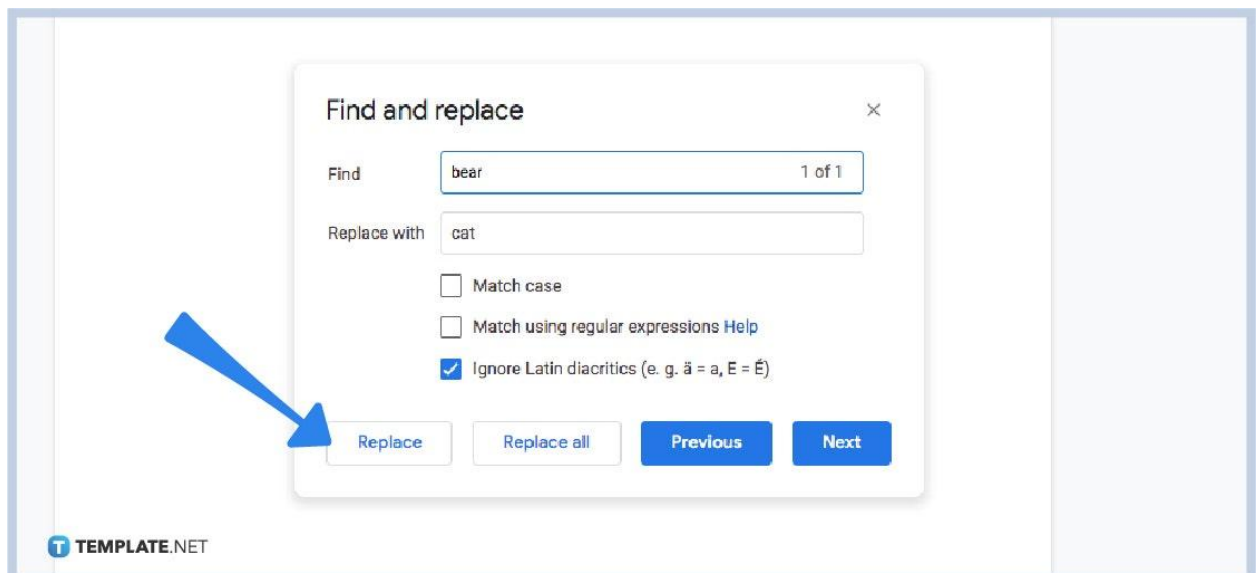 Find and replace
Find bear 1 of 1
Replace with cat
Match case
Match using regular expressions Help
Ignore Latin diacritics (e. g. ä = a, E = É)
Replace Replace all Previous Next
T TEMPLATE.NET